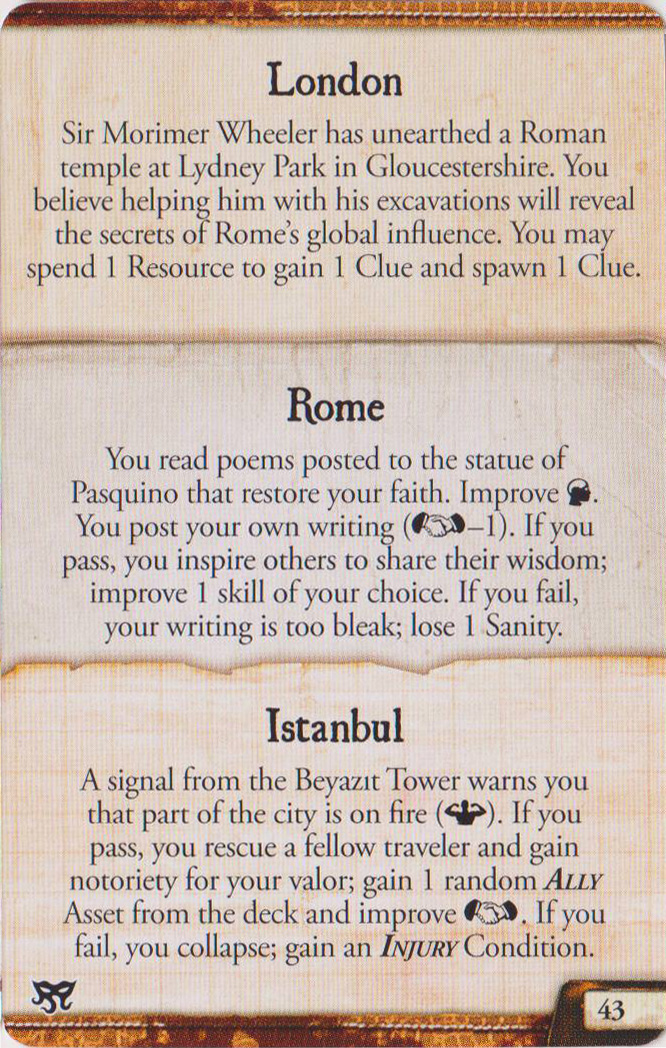 London
Sir Morimer Wheeler has unearthed a Roman
temple at Lydney Park in Gloucestershire. You
believe helping him with his excavations will reveal
the secrets of Rome's global influence. You may
spend 1 Resource to gain 1 Clue and spawn 1 Clue.
Rome
You read poems posted to the statue of
Pasquino that restore your faith. Improve .
You post your own writing (–1). If you
pass, you inspire others to share their wisdom;
improve 1 skill of your choice. If you fail,
your writing is too bleak; lose 1 Sanity.
Istanbul
A signal from the Beyazıt Tower warns you
that part of the city is on fire (). If you
pass, you rescue a fellow traveler and gain
notoriety for your valor; gain 1 random ALLY
Asset from the deck and improve . If you
fail, you collapse; gain an INJURY Condition.
43